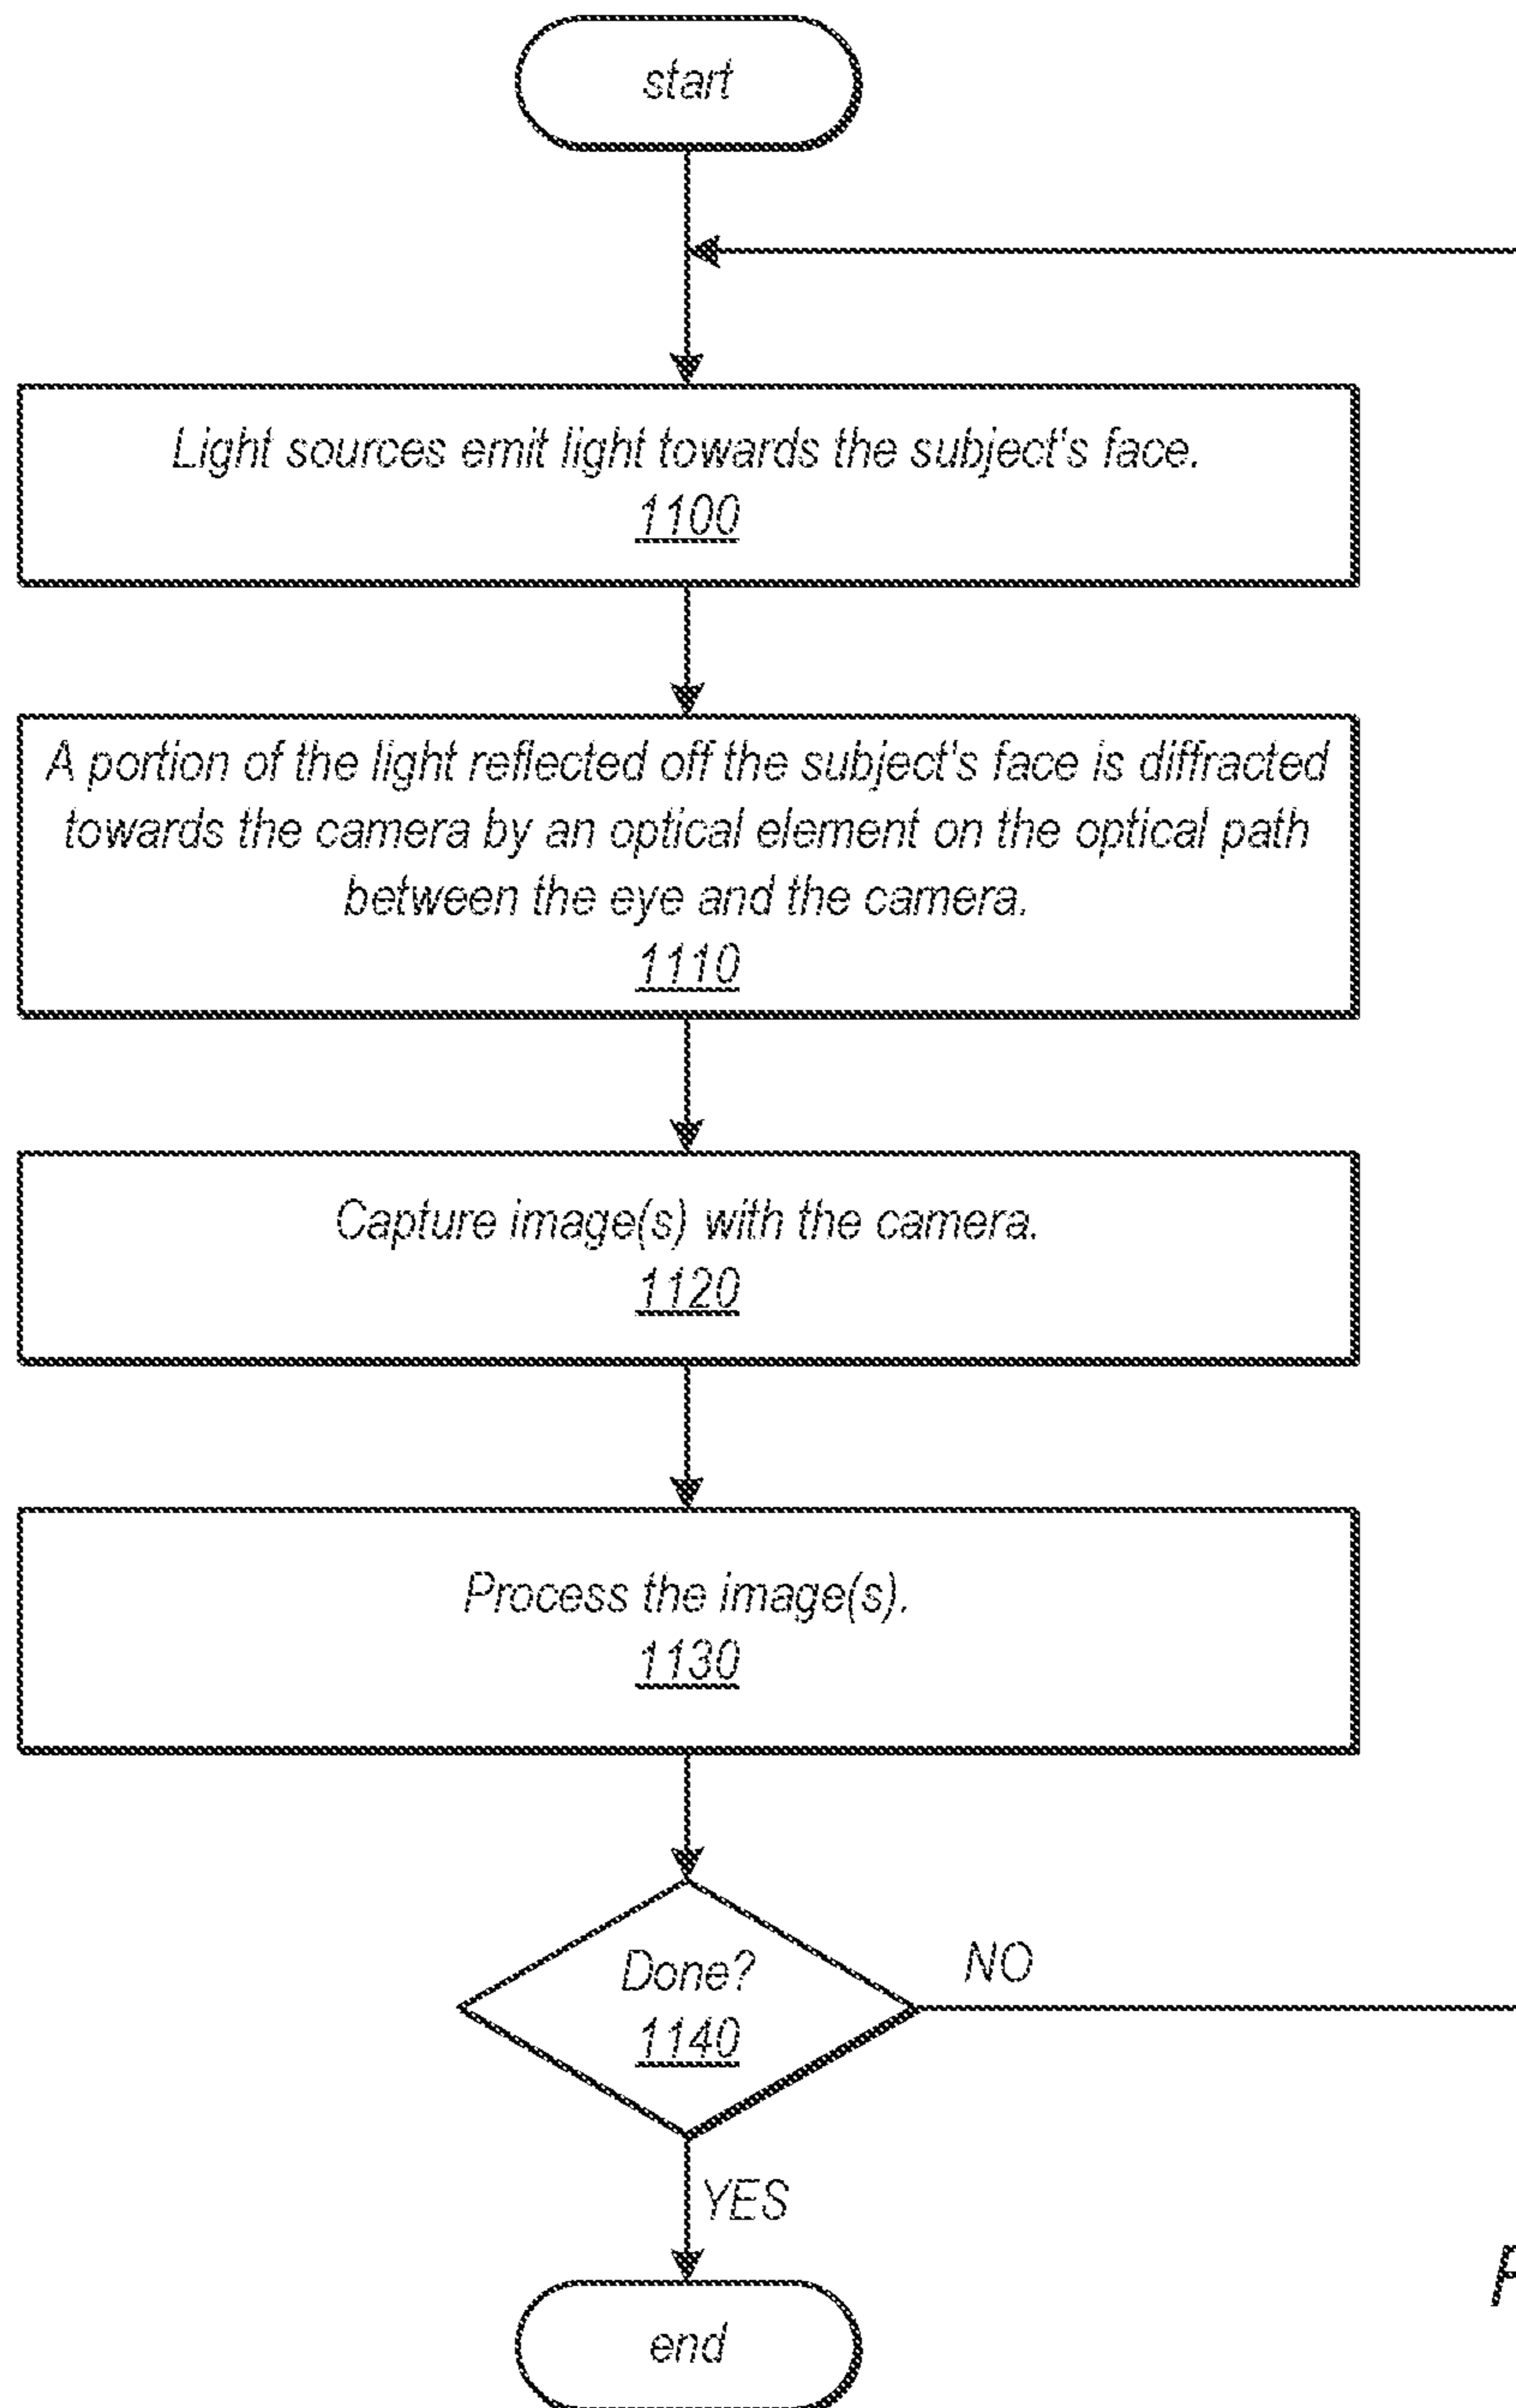 start
Light sources emit light towards the subject's face.
1100
A portion of the light reflected off the subject's face is diffracted
towards the camera by an optical element on the optical path
between the eye and the camera.
1110
Capture image(s) with the camera.
1120
Process the image(s).
1130
Done?
1140
NO
YES
end